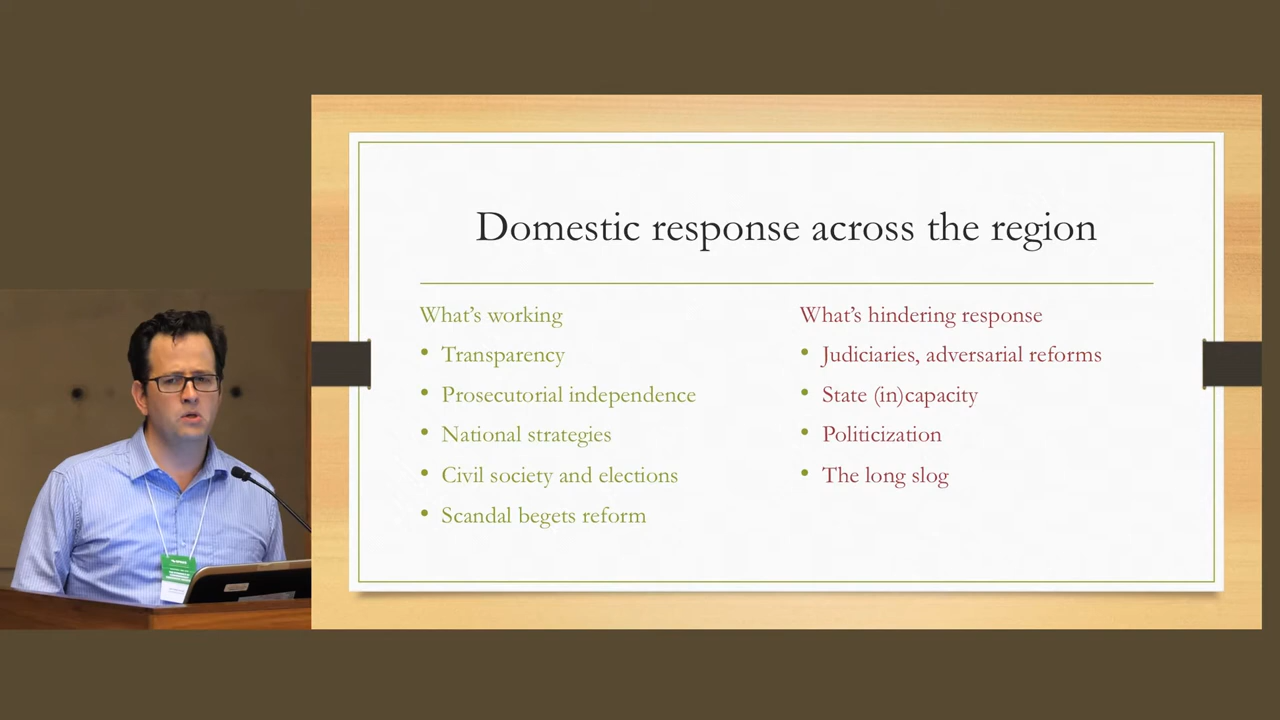 Domestic response across the region
What's working
• Transparency
• Prosecutorial independence
• National strategies
• Civil society and elections
• Scandal begets reform
What's hindering response
• Judiciaries, adversarial reforms
• State (in)capacity
• Politicization
• The long slog